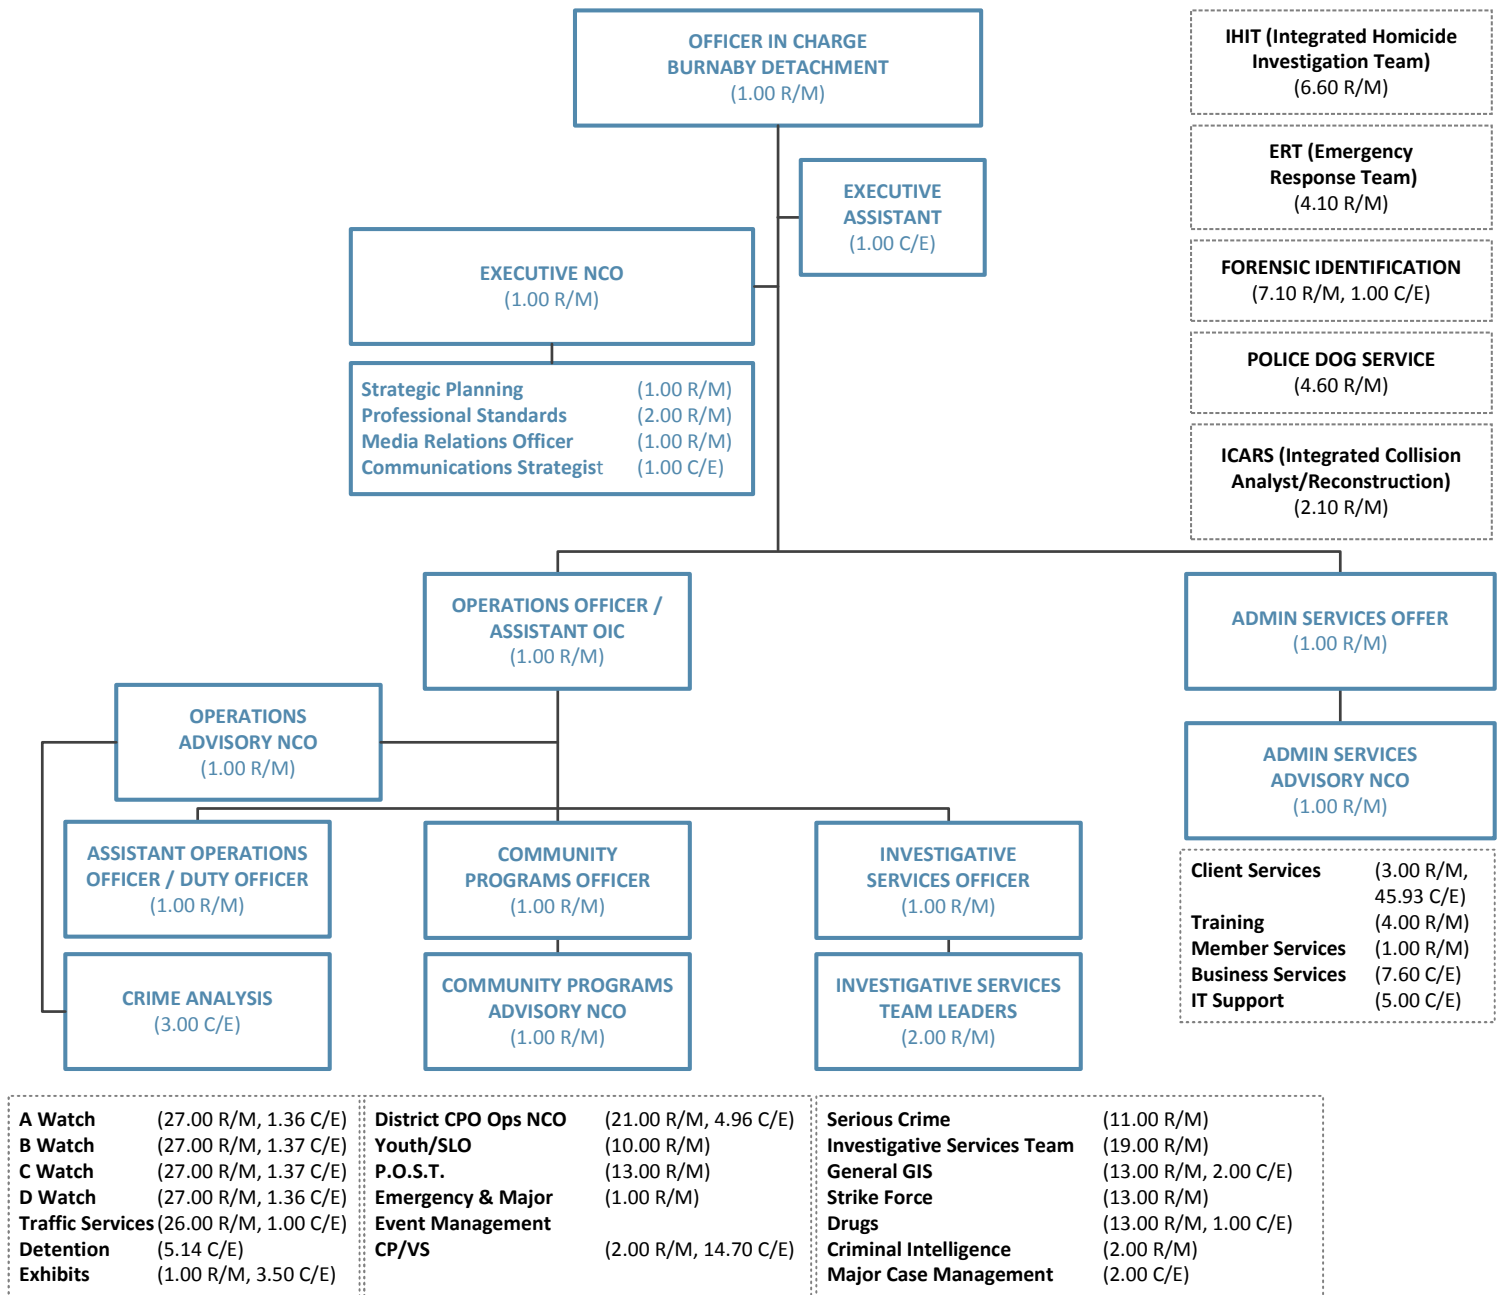 OFFICER IN CHARGE
BURNABY DETACHMENT
(1.00 R/M)
EXECUTIVE
ASSISTANT
(1.00 C/E)
EXECUTIVE NCO
(1.00 R/M)
Strategic Planning (1.00 R/M)
Professional Standards (2.00 R/M)
Media Relations Officer (1.00 R/M)
Communications Strategist (1.00 C/E)
IHIT (Integrated Homicide
Investigation Team)
(6.60 R/M)
ERT (Emergency
Response Team)
(4.10 R/M)
FORENSIC IDENTIFICATION
(7.10 R/M, 1.00 C/E)
POLICE DOG SERVICE
(4.60 R/M)
ICARS (Integrated Collision
Analyst/Reconstruction)
(2.10 R/M)
OPERATIONS OFFICER /
ASSISTANT OIC
(1.00 R/M)
ADMIN SERVICES OFFER
(1.00 R/M)
OPERATIONS
ADVISORY NCO
(1.00 R/M)
ADMIN SERVICES
ADVISORY NCO
(1.00 R/M)
ASSISTANT OPERATIONS
OFFICER / DUTY OFFICER
(1.00 R/M)
COMMUNITY
PROGRAMS OFFICER
(1.00 R/M)
INVESTIGATIVE
SERVICES OFFICER
(1.00 R/M)
Client Services (3.00 R/M,
45.93 C/E)
Training (4.00 R/M)
Member Services (1.00 R/M)
Business Services (7.60 C/E)
IT Support (5.00 C/E)
CRIME ANALYSIS
(3.00 C/E)
COMMUNITY PROGRAMS
ADVISORY NCO
(1.00 R/M)
INVESTIGATIVE SERVICES
TEAM LEADERS
(2.00 R/M)
A Watch (27.00 R/M, 1.36 C/E)
B Watch (27.00 R/M, 1.37 C/E)
C Watch (27.00 R/M, 1.37 C/E)
D Watch (27.00 R/M, 1.36 C/E)
Traffic Services (26.00 R/M, 1.00 C/E)
Detention (5.14 C/E)
Exhibits (1.00 R/M, 3.50 C/E)
District CPO Ops NCO (21.00 R/M, 4.96 C/E)
Youth/SLO (10.00 R/M)
P.O.S.T. (13.00 R/M)
Emergency & Major (1.00 R/M)
Event Management
CP/VS (2.00 R/M, 14.70 C/E)
Serious Crime (11.00 R/M)
Investigative Services Team (19.00 R/M)
General GIS (13.00 R/M, 2.00 C/E)
Strike Force (13.00 R/M)
Drugs (13.00 R/M, 1.00 C/E)
Criminal Intelligence (2.00 R/M)
Major Case Management (2.00 C/E)